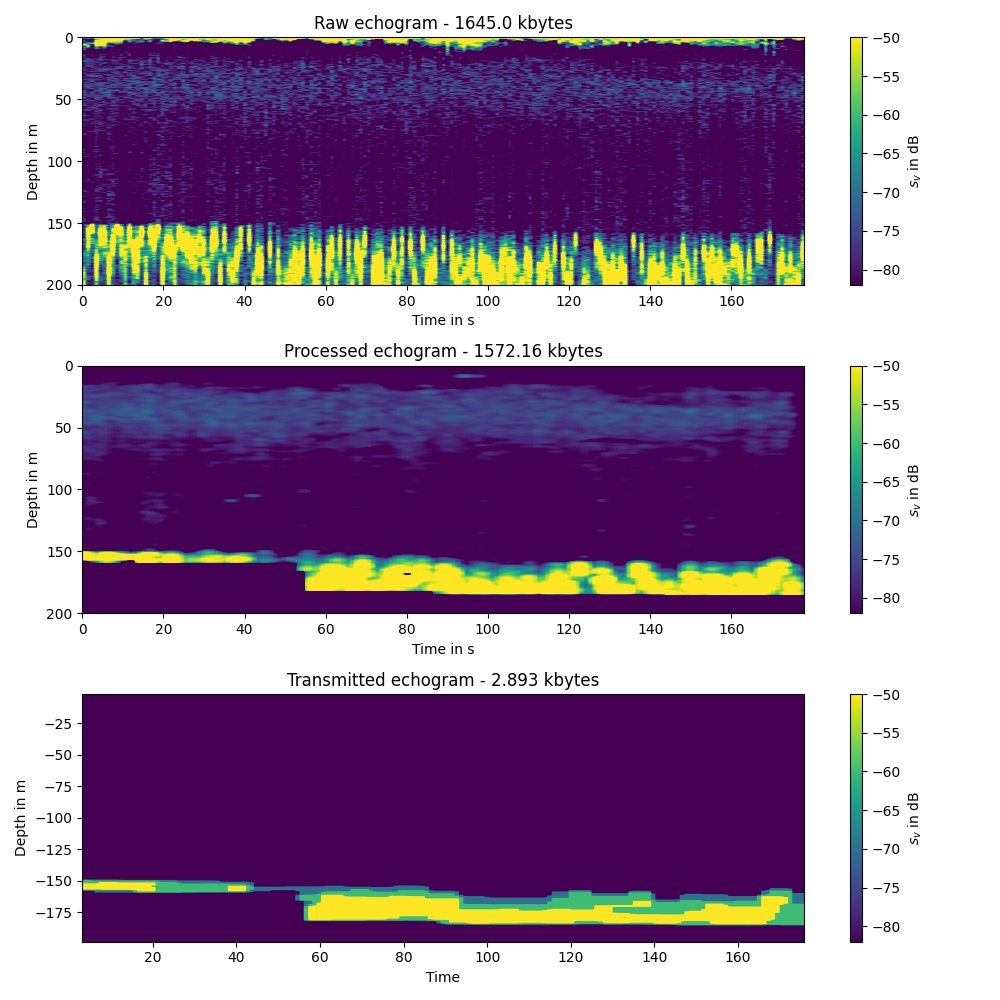 Raw echogram - 1645.0 kbytes
0
50
100
150
200
Depth in m
0 20 40 60 80 100 120 140 160
Time in s
−50
−55
−60
−65
−70
−75
−80
sv in dB
Processed echogram - 1572.16 kbytes
0
50
100
150
200
Depth in m
0 20 40 60 80 100 120 140 160
Time in s
−50
−55
−60
−65
−70
−75
−80
sv in dB
Transmitted echogram - 2.893 kbytes
−25
−50
−75
−100
−125
−150
−175
Depth in m
20 40 60 80 100 120 140 160
Time
−50
−55
−60
−65
−70
−75
−80
sv in dB